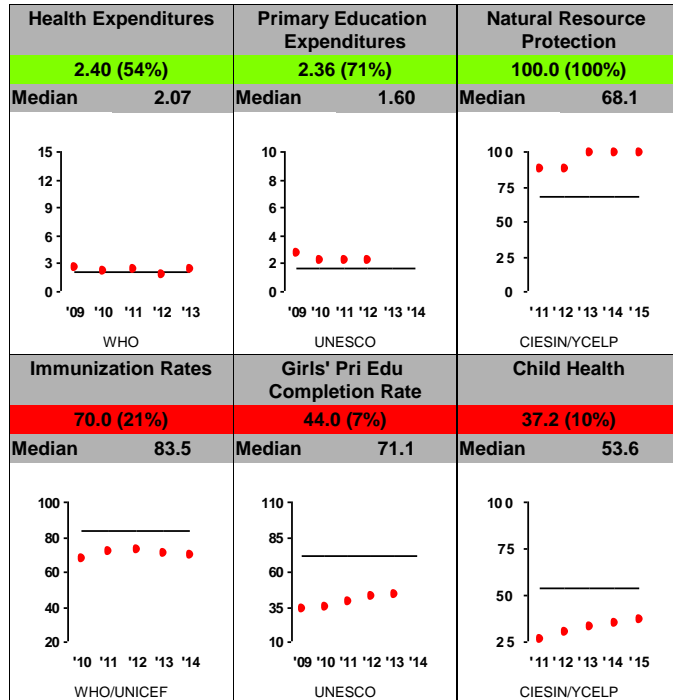 Health Expenditures
2.40 (54%)
Median 2.07
15
12
9
6
3
0
'09 '10 '11 '12 '13
WHO
Primary Education
Expenditures
2.36 (71%)
Median 1.60
10
8
6
4
2
0
'09 '10 '11 '12 '13 '14
UNESCO
Natural Resource
Protection
100.0 (100%)
Median 68.1
100
75
50
25
0
'11 '12 '13 '14 '15
CIESIN/YCELP
Immunization Rates
70.0 (21%)
Median 83.5
100
80
60
40
20
'10 '11 '12 '13 '14
WHO/UNICEF
Girls' Pri Edu
Completion Rate
44.0 (7%)
Median 71.1
110
85
60
35
10
'09 '10 '11 '12 '13 '14
UNESCO
Child Health
37.2 (10%)
Median 53.6
100
75
50
25
'11 '12 '13 '14 '15
CIESIN/YCELP